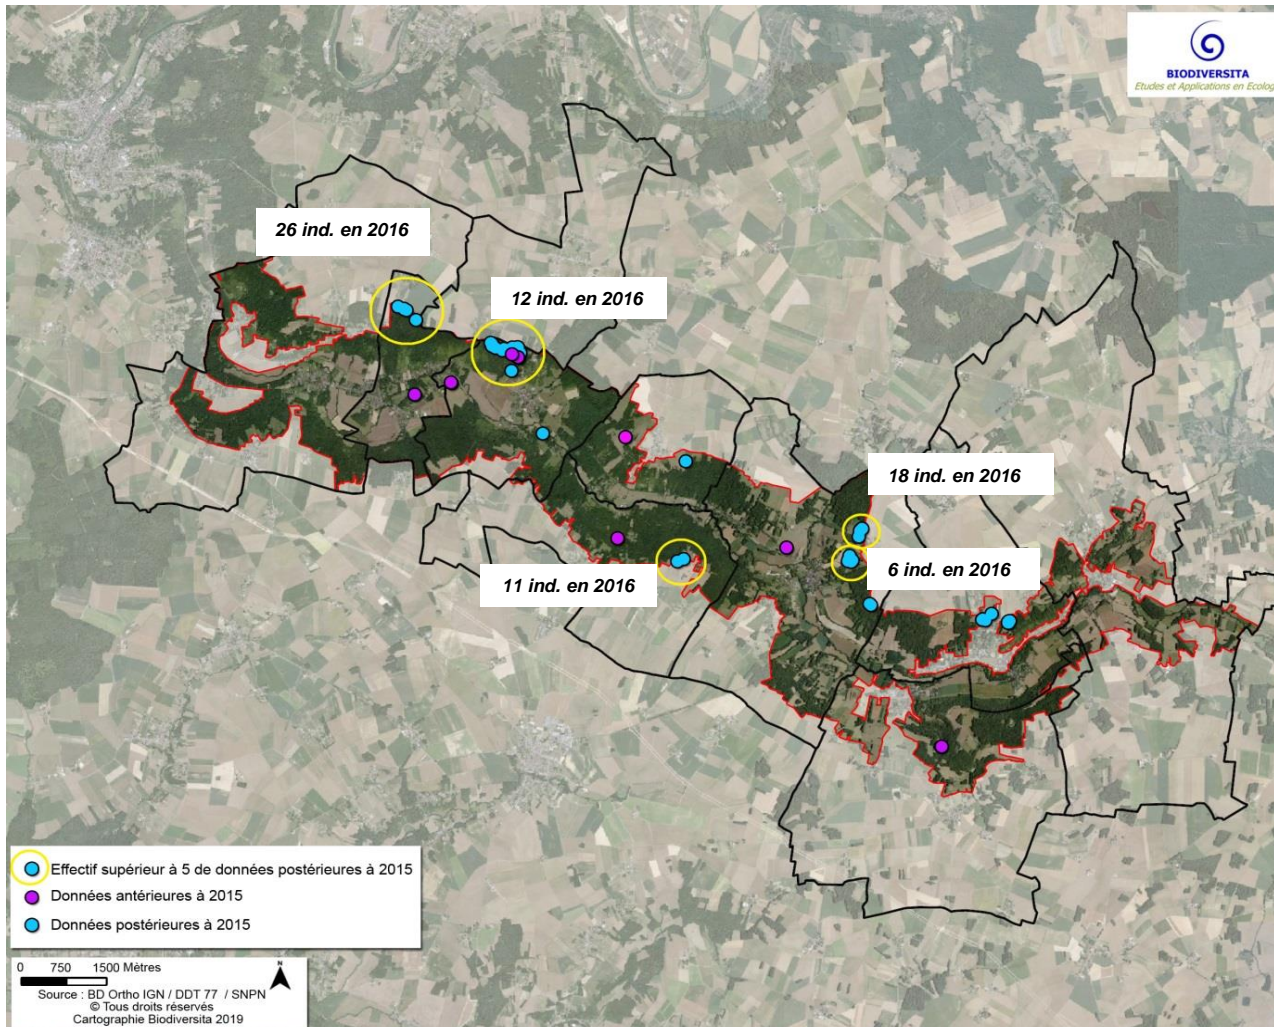 BIODIVERSITA
Etudes et Applications en Ecolog
26 ind. en 2016
12 ind. en 2016
18 ind. en 2016
11 ind. en 2016
6 ind. en 2016
Effectif supérieur à 5 de données postérieures à 2015
Données antérieures à 2015
Données postérieures à 2015
0 750 1500 Mètres
N
Source : BD Ortho IGN / DDT 77 / SNPN
© Tous droits réservés
Cartographie Biodiversita 2019